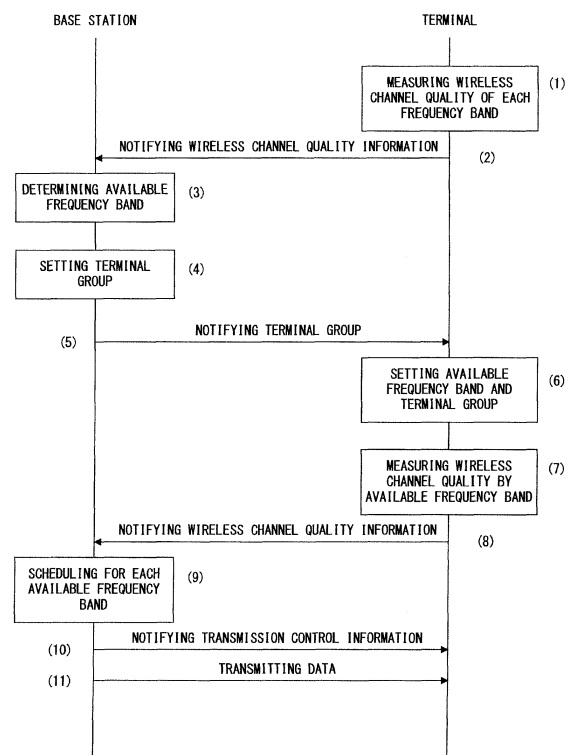 BASE STATION
TERMINAL
MEASURING WIRELESS
CHANNEL QUALITY OF EACH
FREQUENCY BAND
(1)
NOTIFYING WIRELESS CHANNEL QUALITY INFORMATION
(2)
DETERMINING AVAILABLE
FREQUENCY BAND
(3)
SETTING TERMINAL
GROUP
(4)
(5)
NOTIFYING TERMINAL GROUP
SETTING AVAILABLE
FREQUENCY BAND AND
TERMINAL GROUP
(6)
MEASURING WIRELESS
CHANNEL QUALITY BY
AVAILABLE FREQUENCY BAND
(7)
NOTIFYING WIRELESS CHANNEL QUALITY INFORMATION
(8)
SCHEDULING FOR EACH
AVAILABLE FREQUENCY
BAND
(9)
(10)
NOTIFYING TRANSMISSION CONTROL INFORMATION
(11)
TRANSMITTING DATA